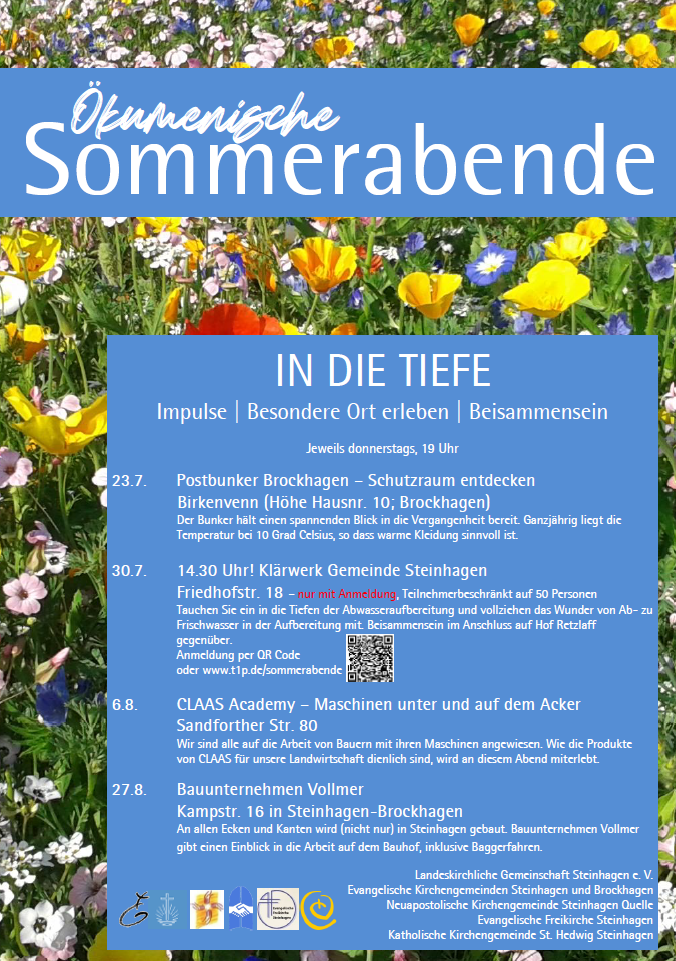 Ökumenische
Sommerabende
IN DIE TIEFE
Impulse | Besondere Ort erleben | Beisammensein
Jeweils donnerstags, 19 Uhr
23.7. Postbunker Brockhagen – Schutzraum entdecken
Birkenvenn (Höhe Hausnr. 10; Brockhagen)
Der Bunker hält einen spannenden Blick in die Vergangenheit bereit. Ganzjährig liegt die
Temperatur bei 10 Grad Celsius, so dass warme Kleidung sinnvoll ist.
30.7. 14.30 Uhr! Klärwerk Gemeinde Steinhagen
Friedhofstr. 18 – nur mit Anmeldung, Teilnehmerbeschränkt auf 50 Personen
Tauchen Sie ein in die Tiefen der Abwasseraufbereitung und vollziehen das Wunder von Ab- zu
Frischwasser in der Aufbereitung mit. Beisammensein im Anschluss auf Hof Retzlaff
gegenüber.
Anmeldung per QR Code
oder www.t1p.de/sommerabende
6.8. CLAAS Academy – Maschinen unter und auf dem Acker
Sandforther Str. 80
Wir sind alle auf die Arbeit von Bauern mit ihren Maschinen angewiesen. Wie die Produkte
von CLAAS für unsere Landwirtschaft dienlich sind, wird an diesem Abend miterlebt.
27.8. Bauunternehmen Vollmer
Kampstr. 16 in Steinhagen-Brockhagen
An allen Ecken und Kanten wird (nicht nur) in Steinhagen gebaut. Bauunternehmen Vollmer
gibt einen Einblick in die Arbeit auf dem Bauhof, inklusive Baggerfahren.
Landeskirchliche Gemeinschaft Steinhagen e. V.
Evangelische Kirchengemeinden Steinhagen und Brockhagen
Neuapostolische Kirchengemeinde Steinhagen Quelle
Evangelische Freikirche Steinhagen
Katholische Kirchengemeinde St. Hedwig Steinhagen
Evangelische
Freikirche
Steinhagen